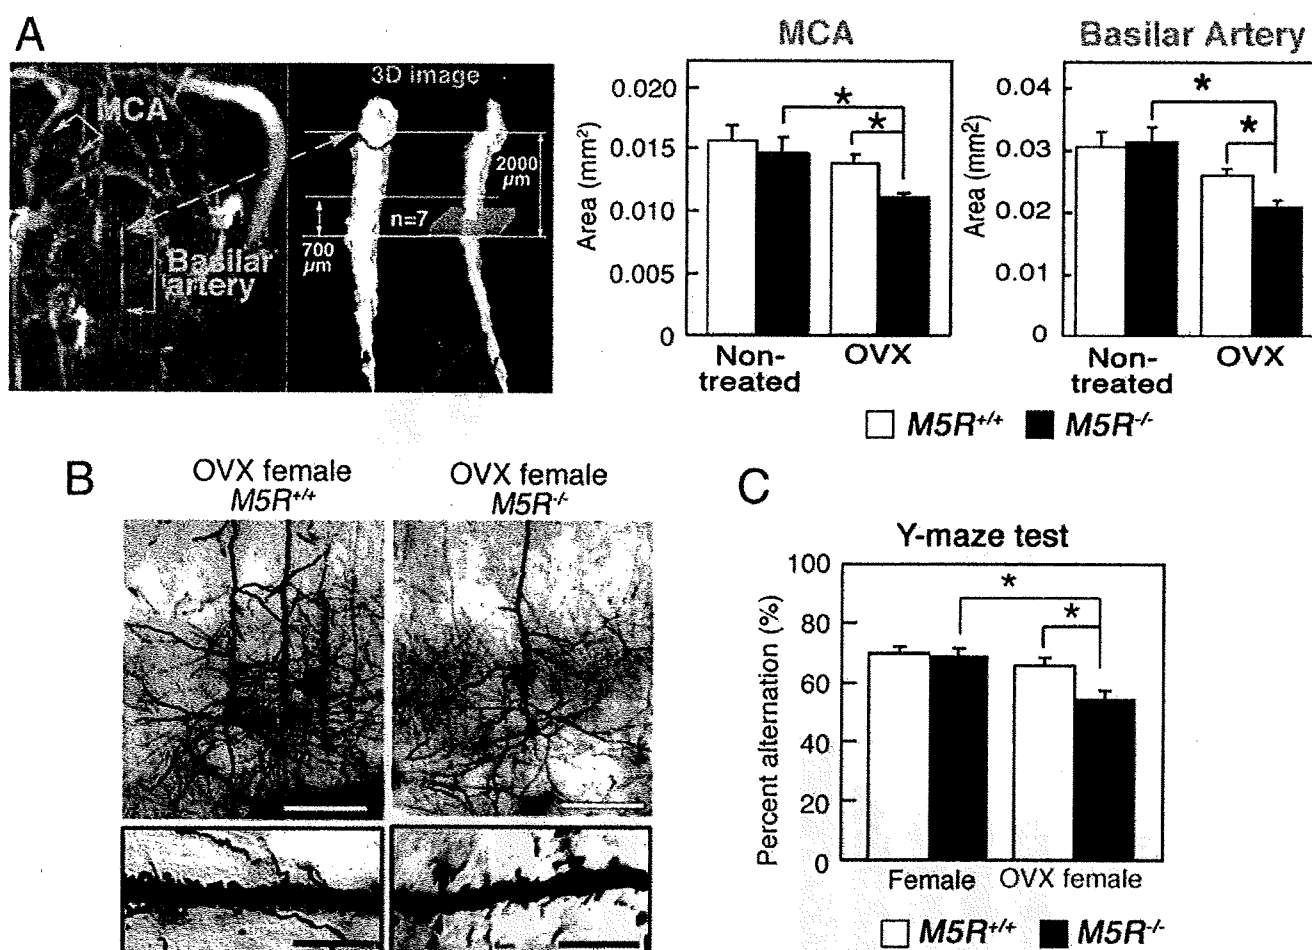 A
MCA
Basilar
artery
3D image
2000
µm
n=7
700
µm
MCA
Area (mm²)
0.020
0.015
0.010
0.005
0
*
*
Non-
treated
OVX
Basilar Artery
Area (mm²)
0.04
0.03
0.02
0.01
0
*
*
Non-
treated
OVX
M5R+/+ M5R-/-
B
OVX female
M5R+/+
OVX female
M5R-/-
C
Y-maze test
Percent alternation (%)
100
80
60
40
20
0
*
*
Female
OVX female
M5R+/+ M5R-/-